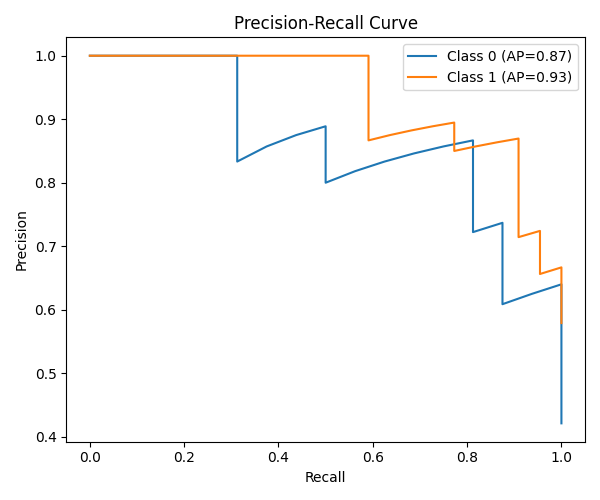 Precision-Recall Curve
Class 0 (AP=0.87)
Class 1 (AP=0.93)
Precision
1.0
0.9
0.8
0.7
0.6
0.5
0.4
0.0 0.2 0.4 0.6 0.8 1.0
Recall